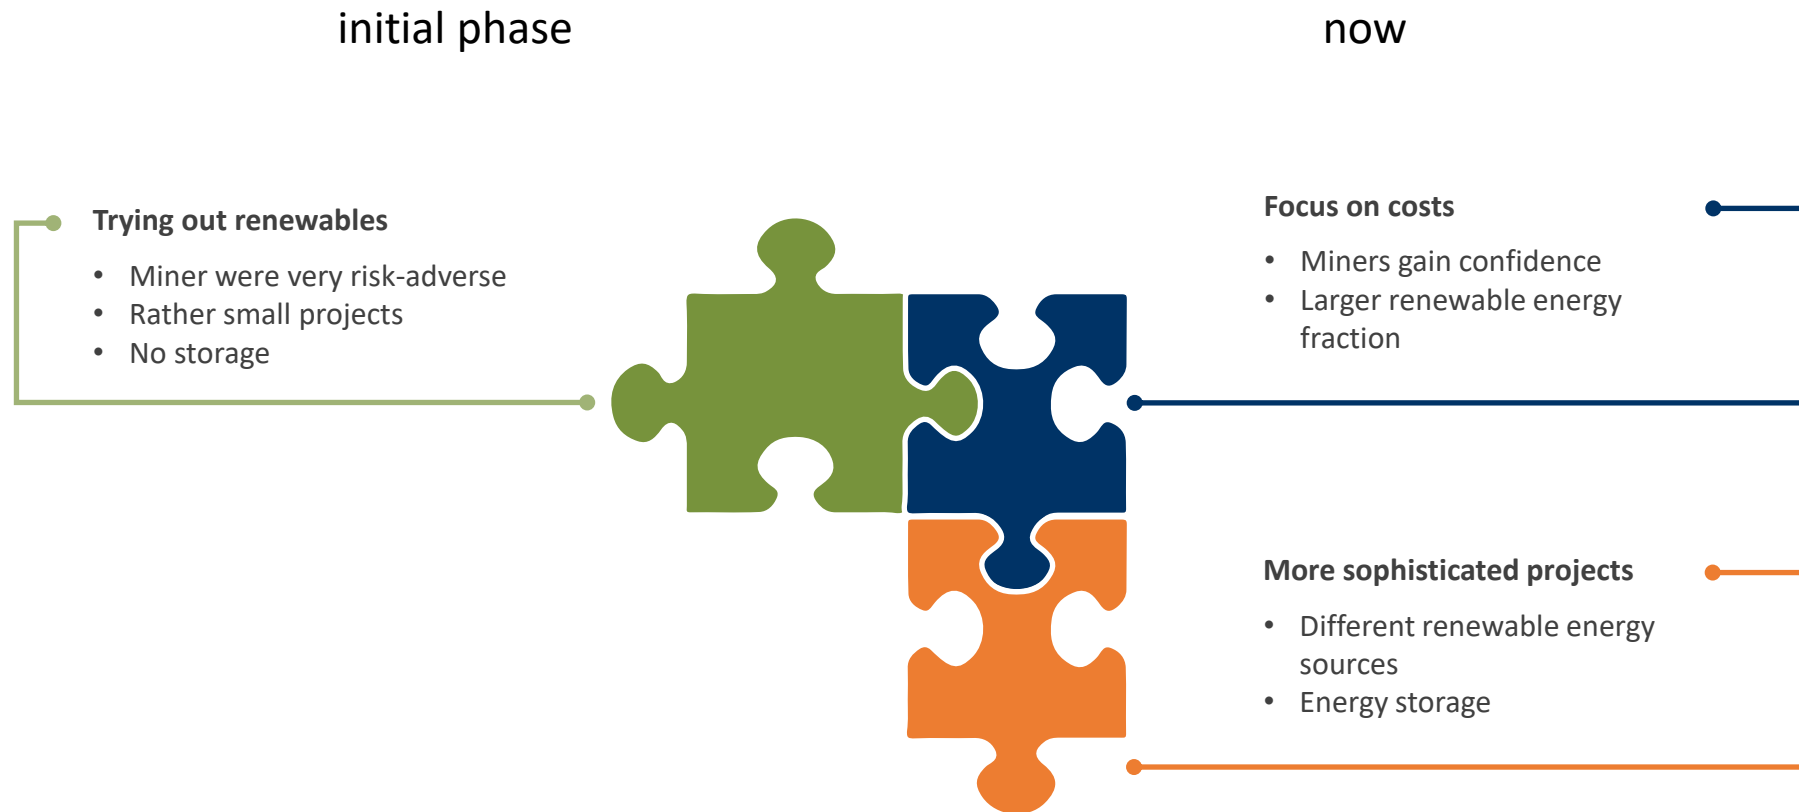 initial phase
now
Trying out renewables
• Miner were very risk-adverse
• Rather small projects
• No storage
Focus on costs
• Miners gain confidence
• Larger renewable energy
fraction
More sophisticated projects
• Different renewable energy
sources
• Energy storage